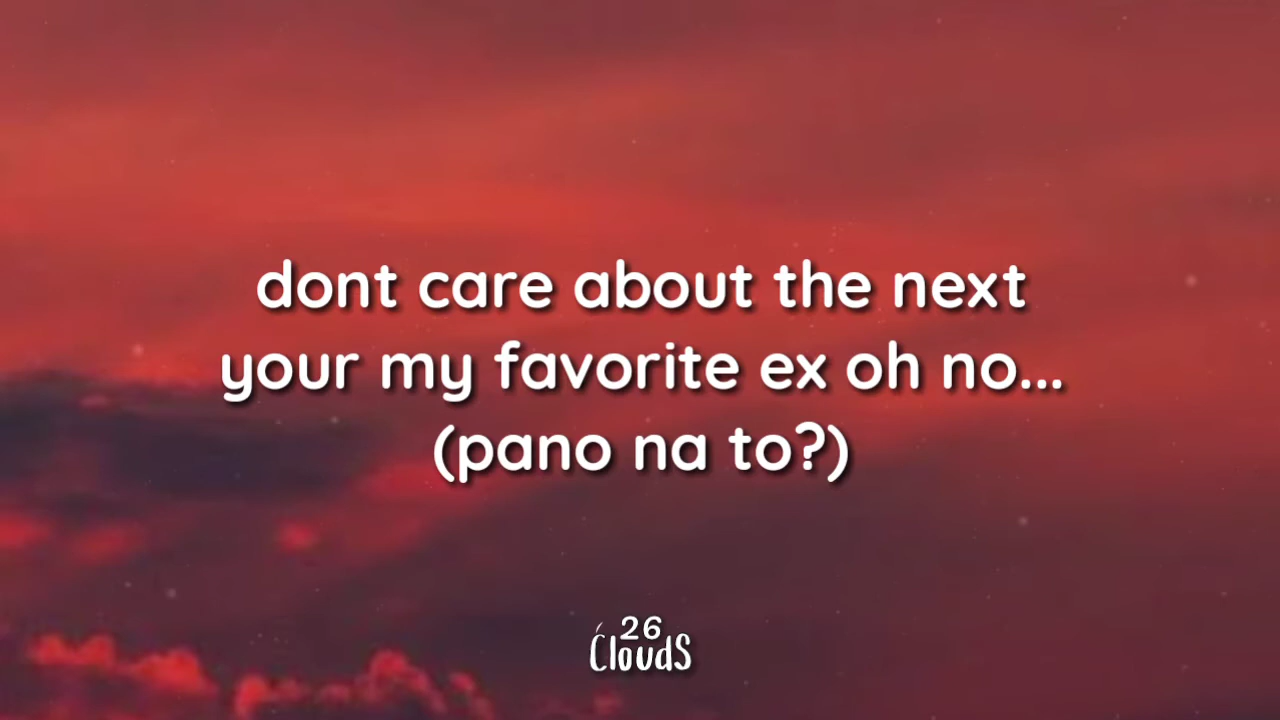 dont care about the next
your my favorite ex oh no...
(pano na to?)
26
Clouds